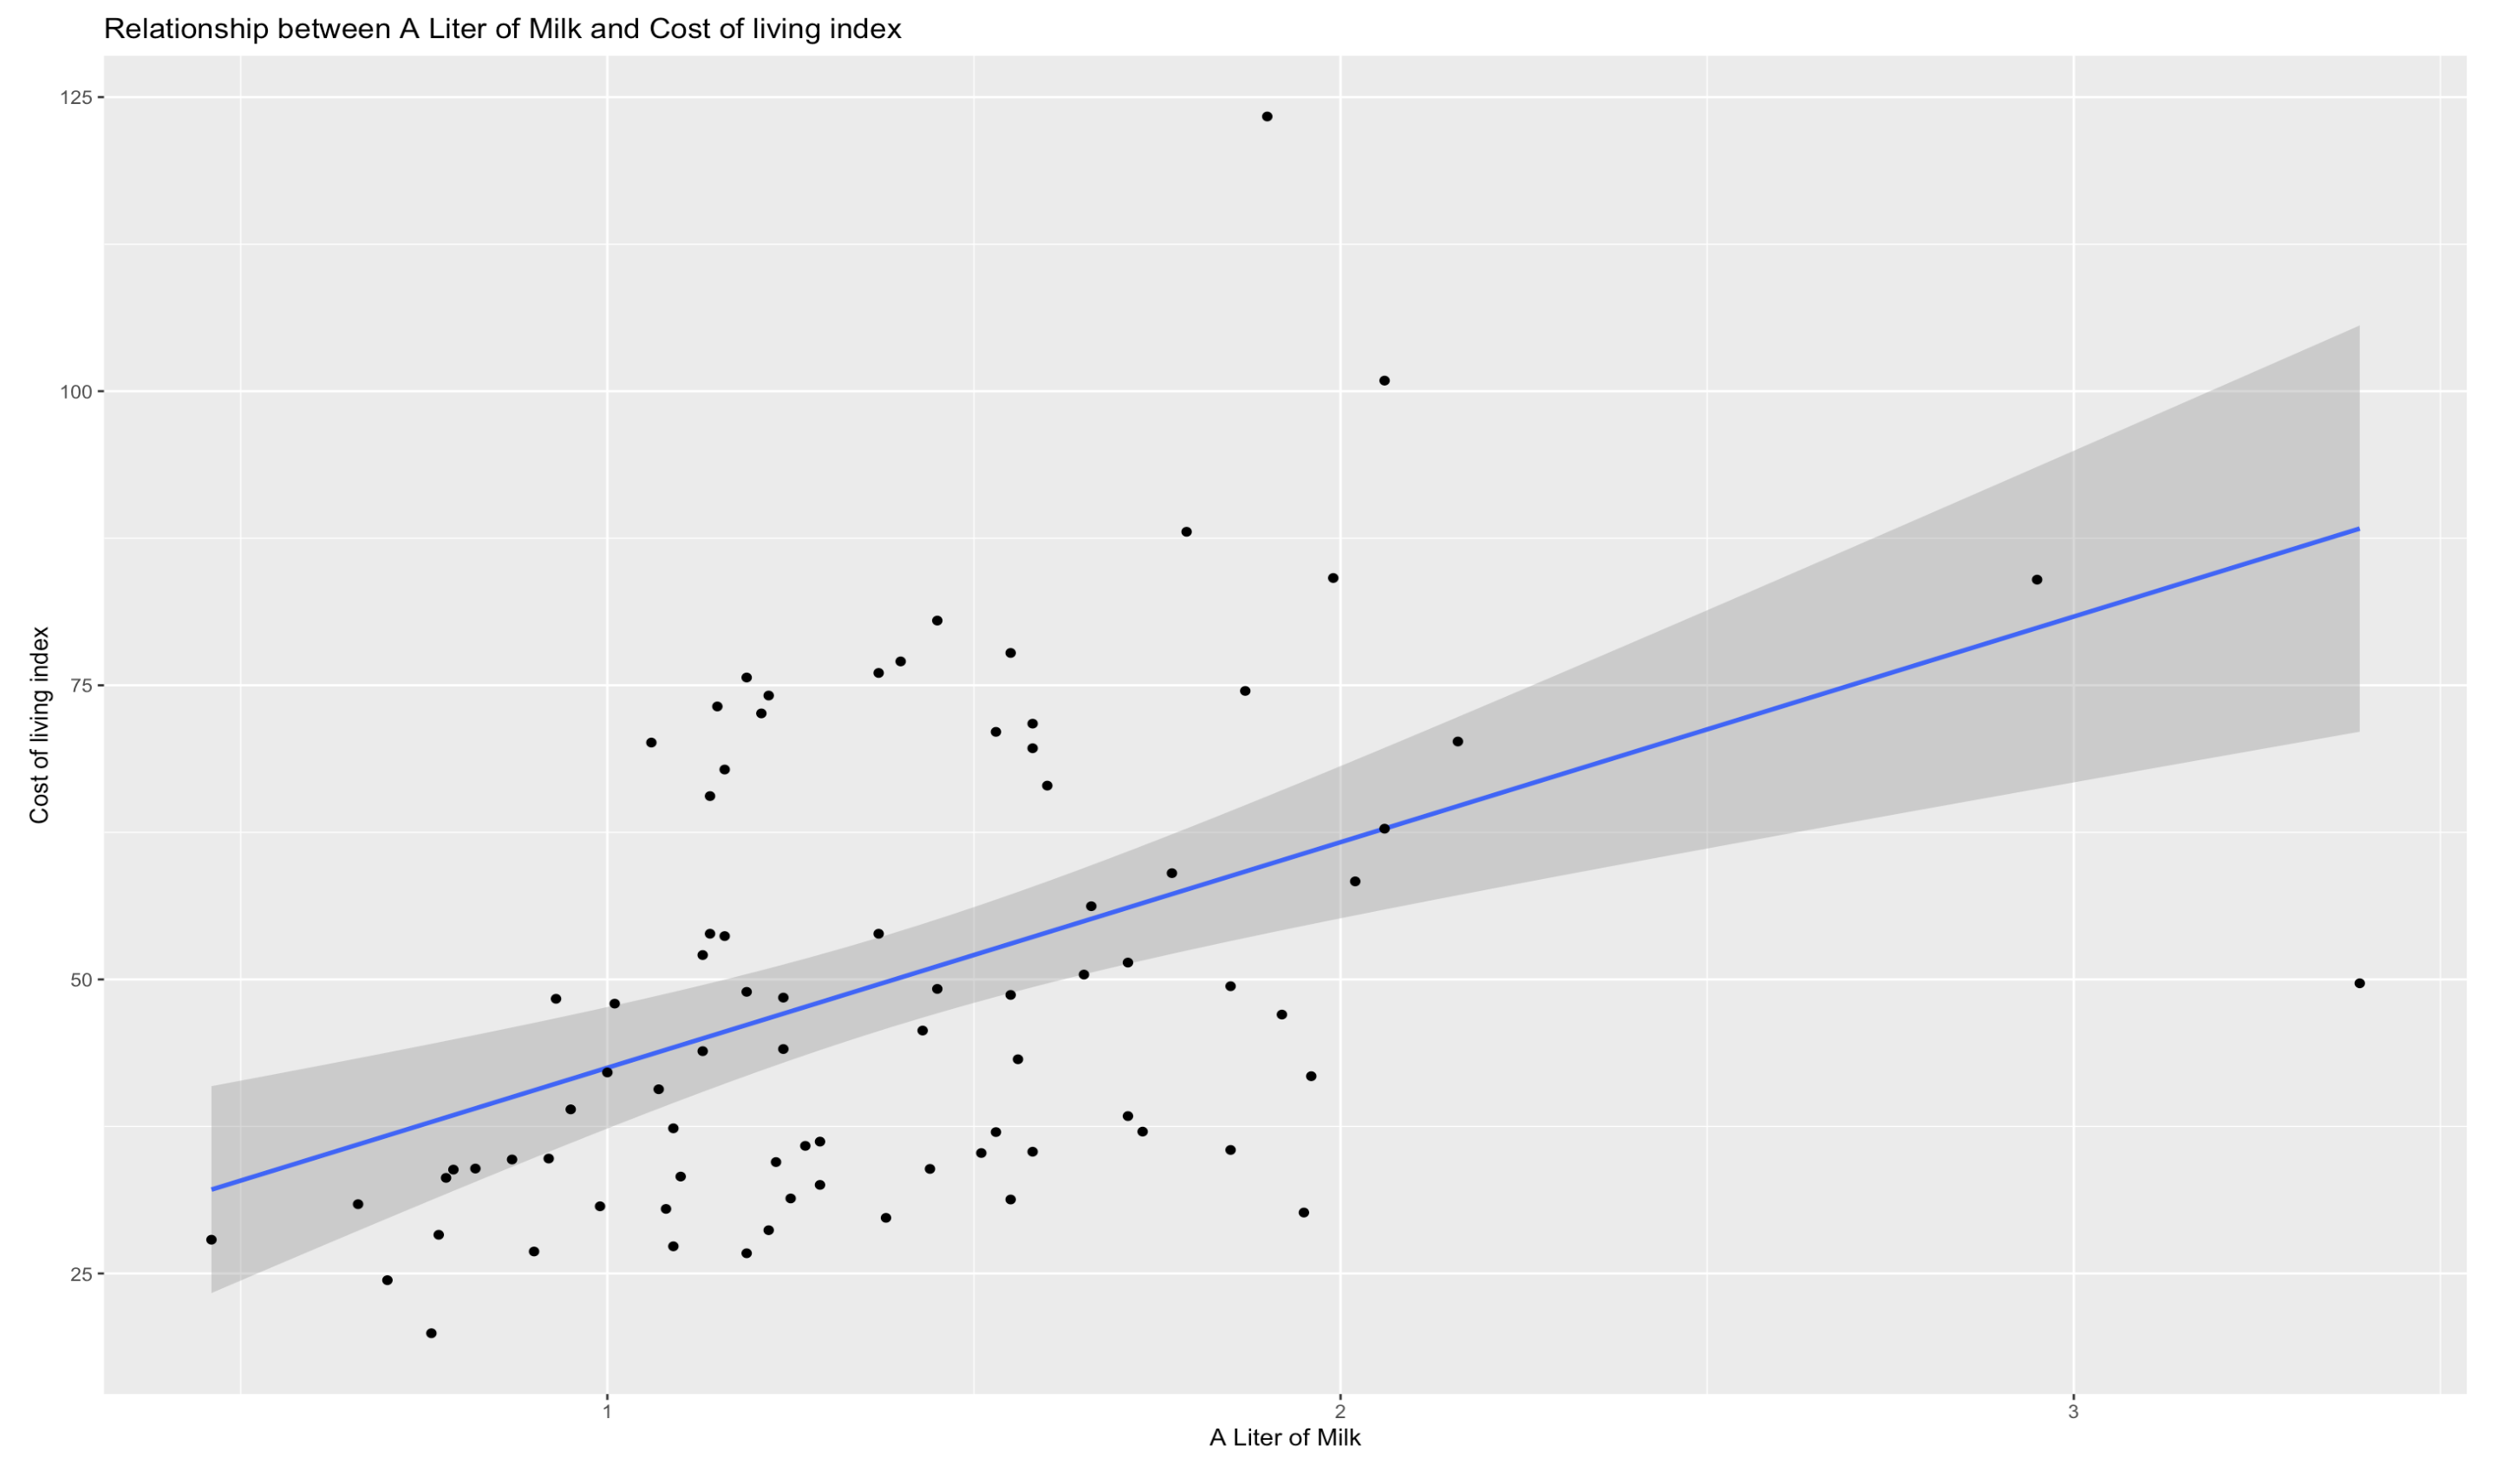 Relationship between A Liter of Milk and Cost of living index
125
100
75
50
25
Cost of living index
1
2
3
A Liter of Milk